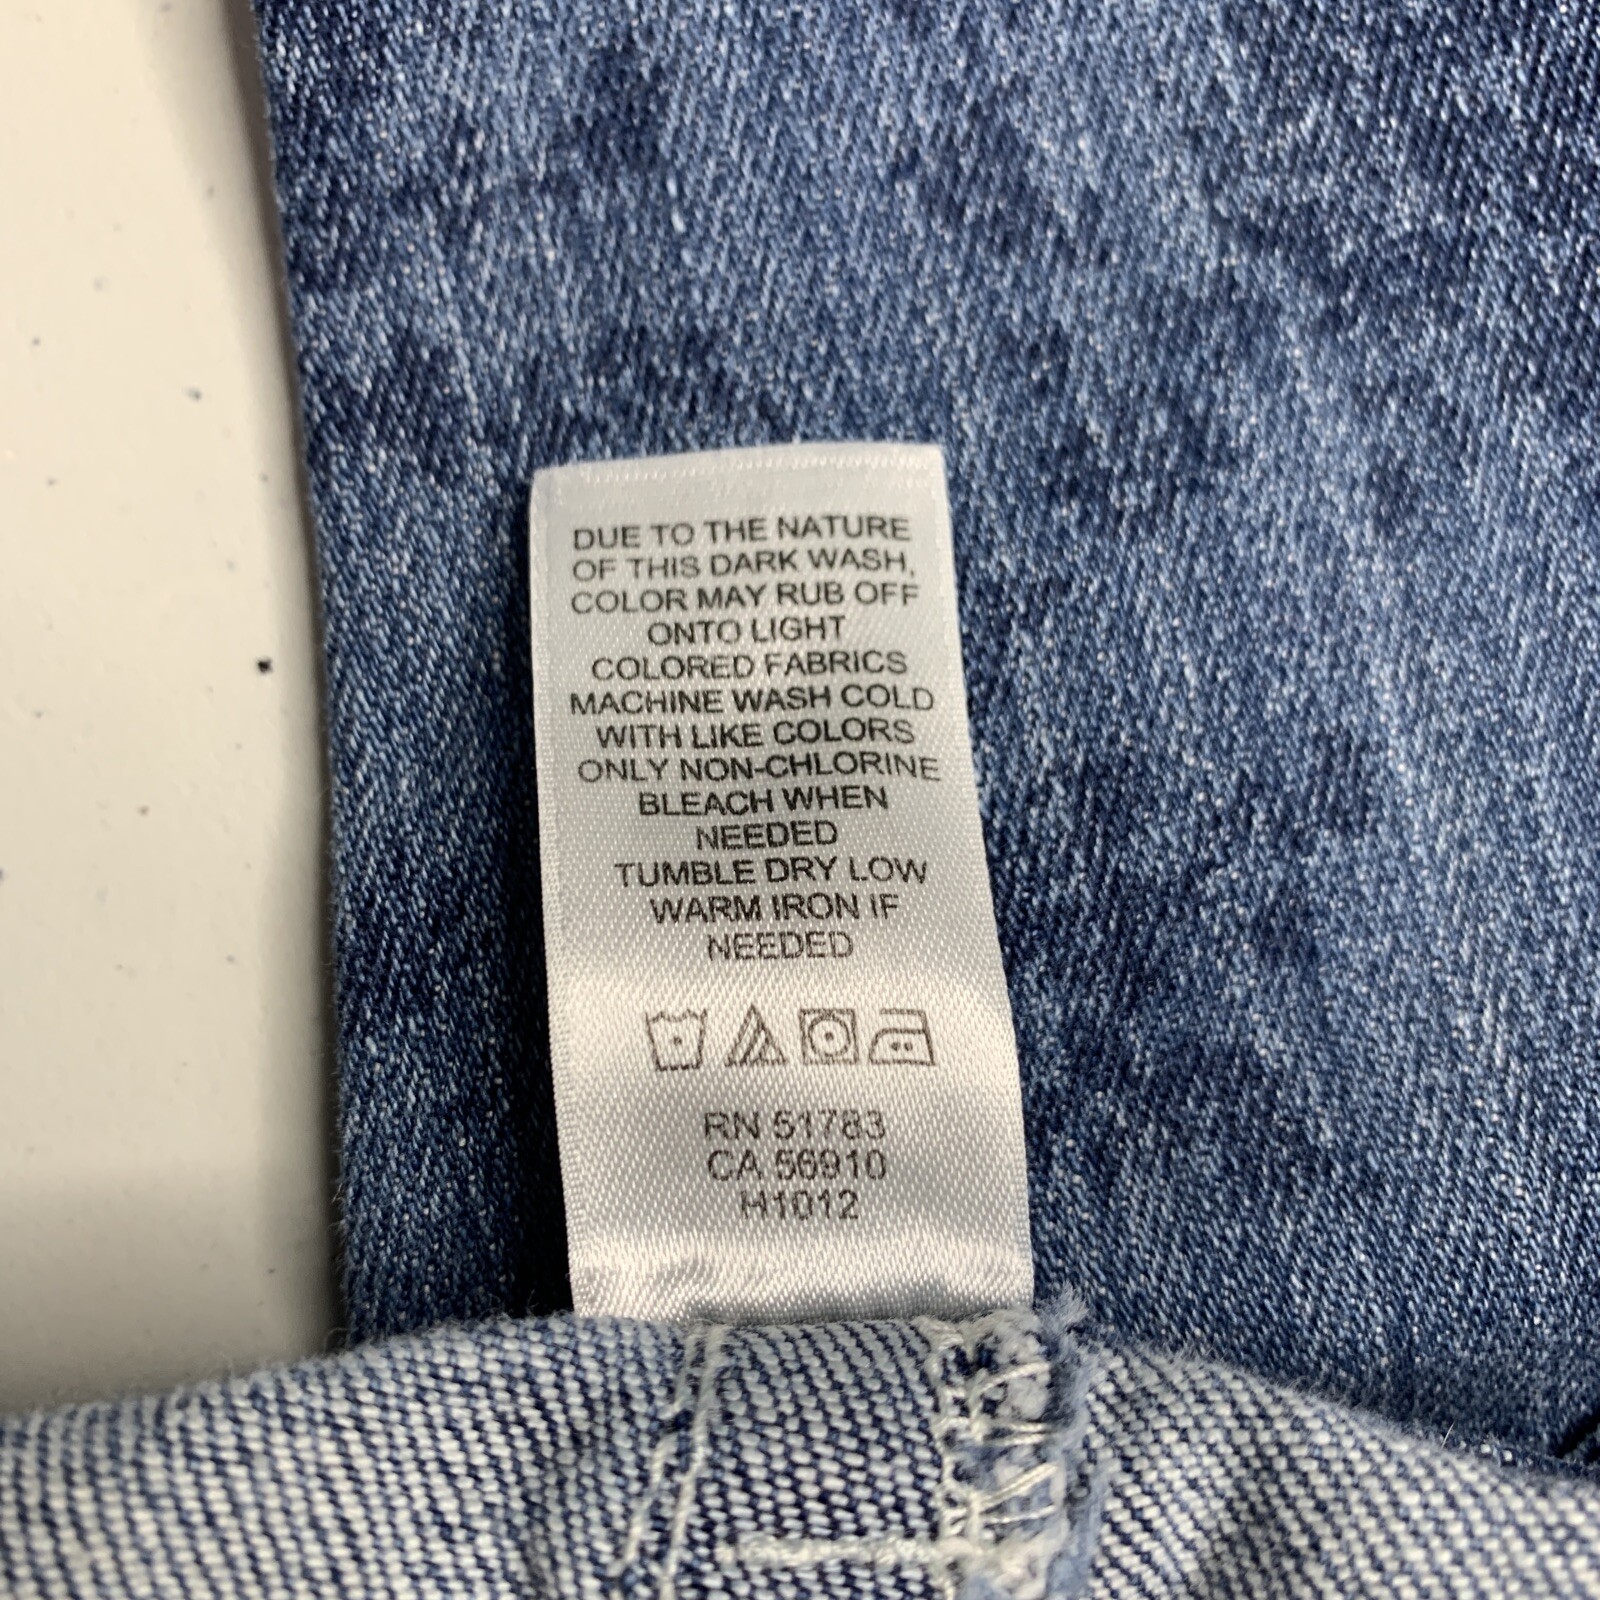 DUE TO THE NATURE
OF THIS DARK WASH,
COLOR MAY RUB OFF
ONTO LIGHT
COLORED FABRICS
MACHINE WASH COLD
WITH LIKE COLORS
ONLY NON-CHLORINE
BLEACH WHEN
NEEDED
TUMBLE DRY LOW
WARM IRON IF
NEEDED
RN 51783
CA 56910
H1012